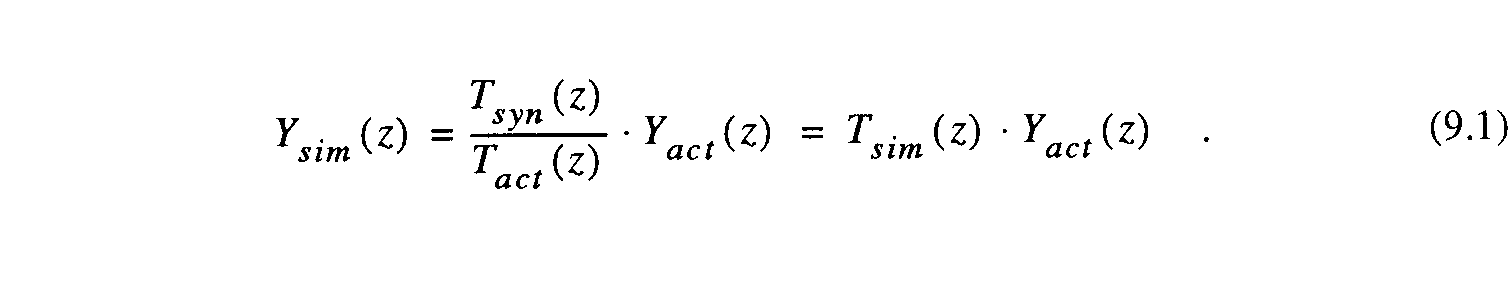 Y_sim(z) = T_syn(z) / T_act(z) · Y_act(z) = T_sim(z) · Y_act(z) . (9.1)